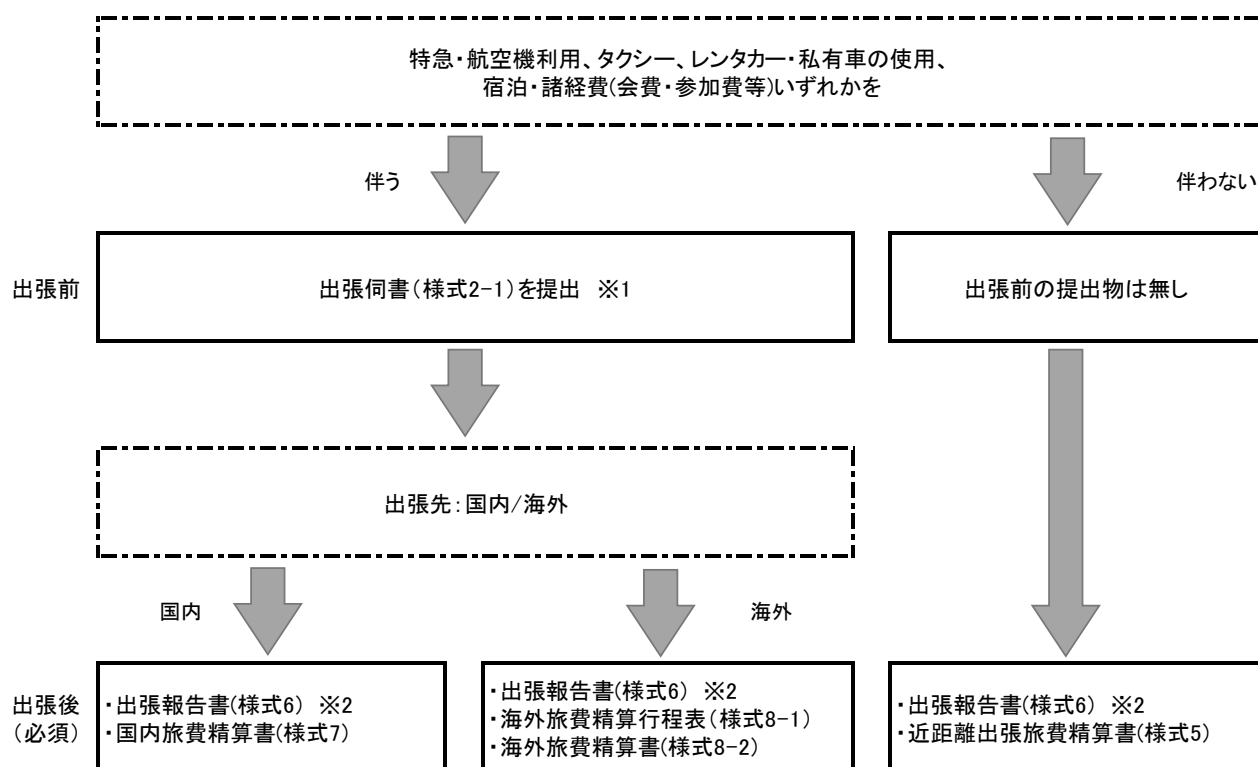 特急・航空機利用、タクシー、レンタカー・私有車の使用、
宿泊・諸経費(会費・参加費等)いずれかを
伴う
伴わない
出張前
出張伺書(様式2-1)を提出 ※1
出張前の提出物は無し
出張先:国内/海外
国内
海外
出張後
(必須)
・出張報告書(様式6) ※2
・国内旅費精算書(様式7)
・出張報告書(様式6) ※2
・海外旅費精算行程表(様式8-1)
・海外旅費精算書(様式8-2)
・出張報告書(様式6) ※2
・近距離出張旅費精算書(様式5)